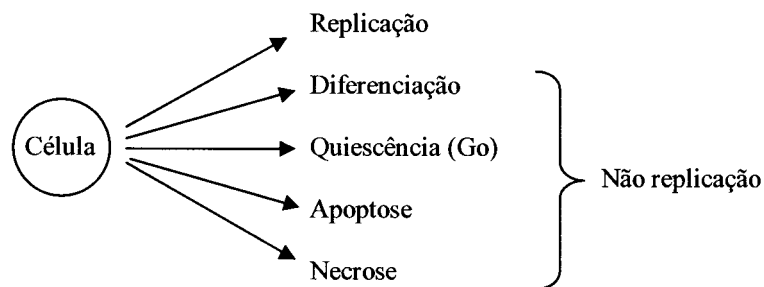 Replicação
Diferenciação
Célula
Quiescência (Go)
Não replicação
Apoptose
Necrose